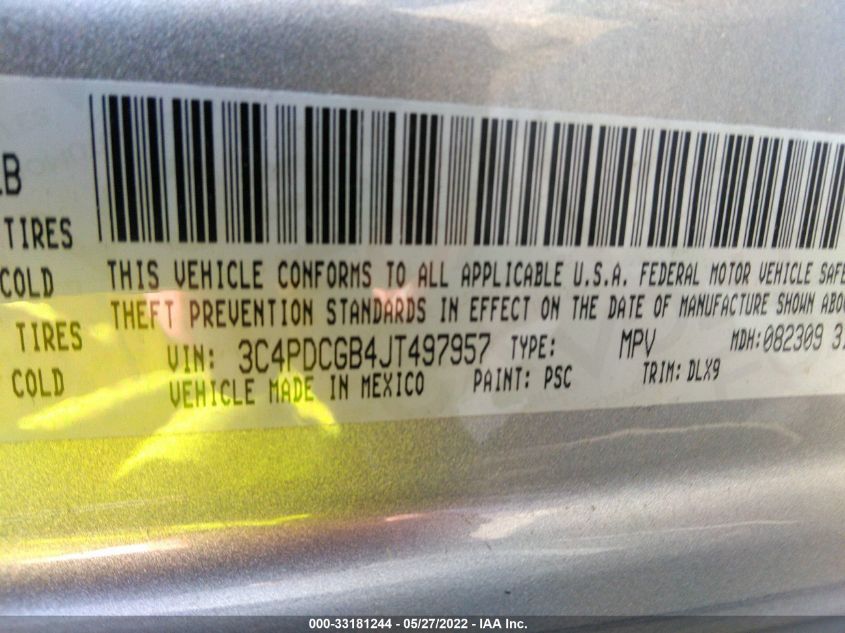 LB
TIRES
COLD
TIRES
COLD
THIS VEHICLE CONFORMS TO ALL APPLICABLE U.S.A. FEDERAL MOTOR VEHICLE SAFE
THEFT PREVENTION STANDARDS IN EFFECT ON THE DATE OF MANUFACTURE SHOWN ABO
VIN: 3C4PDCGB4JT497957 TYPE: MPV MDH:082309 31
VEHICLE MADE IN MEXICO PAINT: PSC TRIM: DLX9
000-33181244 — 05/27/2022 — IAA Inc.